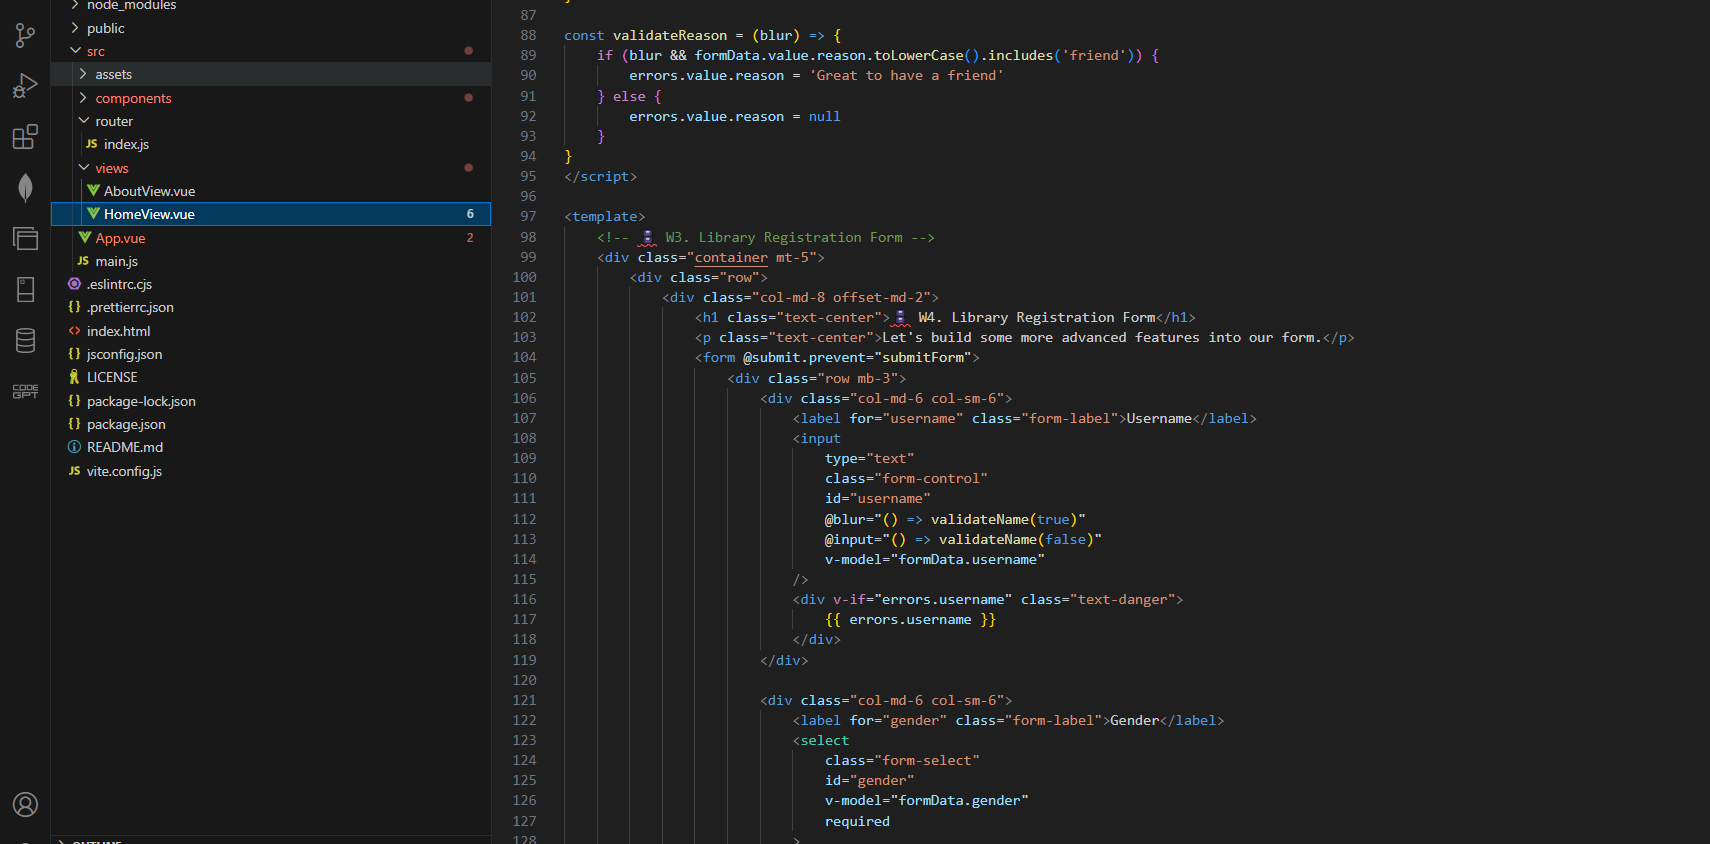 node_modules
public
src
assets
components
router
JS index.js
views
AboutView.vue
HomeView.vue 6
App.vue 2
JS main.js
.eslintrc.cjs
{} .prettierrc.json
<> index.html
{} jsconfig.json
LICENSE
{} package-lock.json
{} package.json
README.md
JS vite.config.js
CODE
GPT
87
88 const validateReason = (blur) => {
89 if (blur && formData.value.reason.toLowerCase().includes('friend')) {
90 errors.value.reason = 'Great to have a friend'
91 } else {
92 errors.value.reason = null
93 }
94 }
95 </script>
96
97 <template>
98 <!-- 🗄️ W3. Library Registration Form -->
99 <div class="container mt-5">
100 <div class="row">
101 <div class="col-md-8 offset-md-2">
102 <h1 class="text-center">🗄️ W4. Library Registration Form</h1>
103 <p class="text-center">Let's build some more advanced features into our form.</p>
104 <form @submit.prevent="submitForm">
105 <div class="row mb-3">
106 <div class="col-md-6 col-sm-6">
107 <label for="username" class="form-label">Username</label>
108 <input
109 type="text"
110 class="form-control"
111 id="username"
112 @blur="() => validateName(true)"
113 @input="() => validateName(false)"
114 v-model="formData.username"
115 />
116 <div v-if="errors.username" class="text-danger">
117 {{ errors.username }}
118 </div>
119 </div>
120
121 <div class="col-md-6 col-sm-6">
122 <label for="gender" class="form-label">Gender</label>
123 <select
124 class="form-select"
125 id="gender"
126 v-model="formData.gender"
127 required
128 >